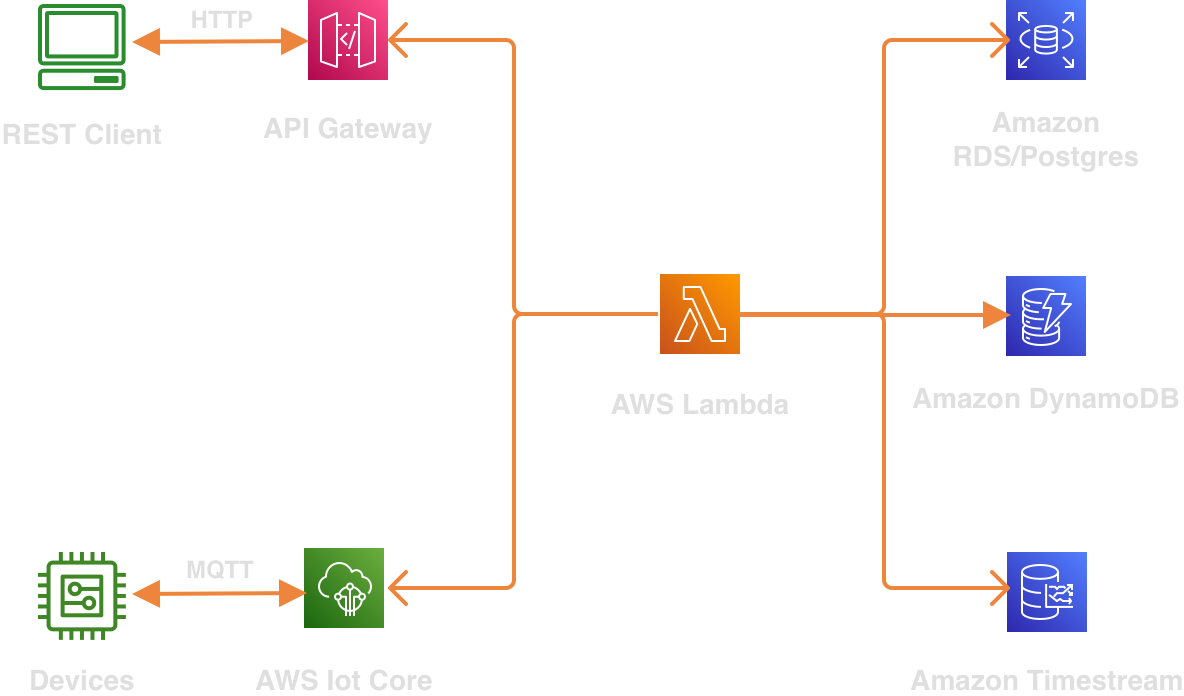 HTTP
REST Client
API Gateway
Amazon
RDS/Postgres
AWS Lambda
Amazon DynamoDB
MQTT
Devices
AWS Iot Core
Amazon Timestream